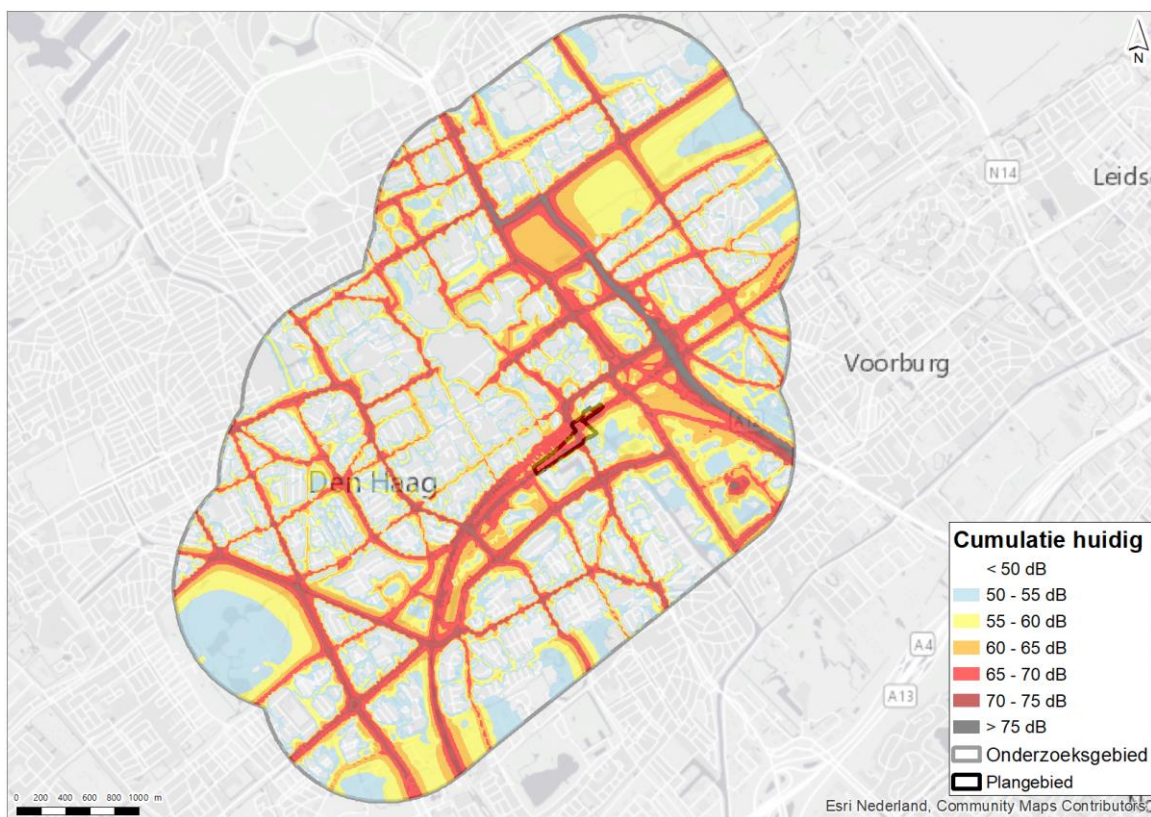 N
N14
Leids
Voorburg
A12
Den Haag
Cumulatie huidig
< 50 dB
50 - 55 dB
55 - 60 dB
60 - 65 dB
65 - 70 dB
70 - 75 dB
> 75 dB
Onderzoeksgebied
Plangebied
A4
A13
0 200 400 600 800 1000 m
Esri Nederland, Community Maps Contributors